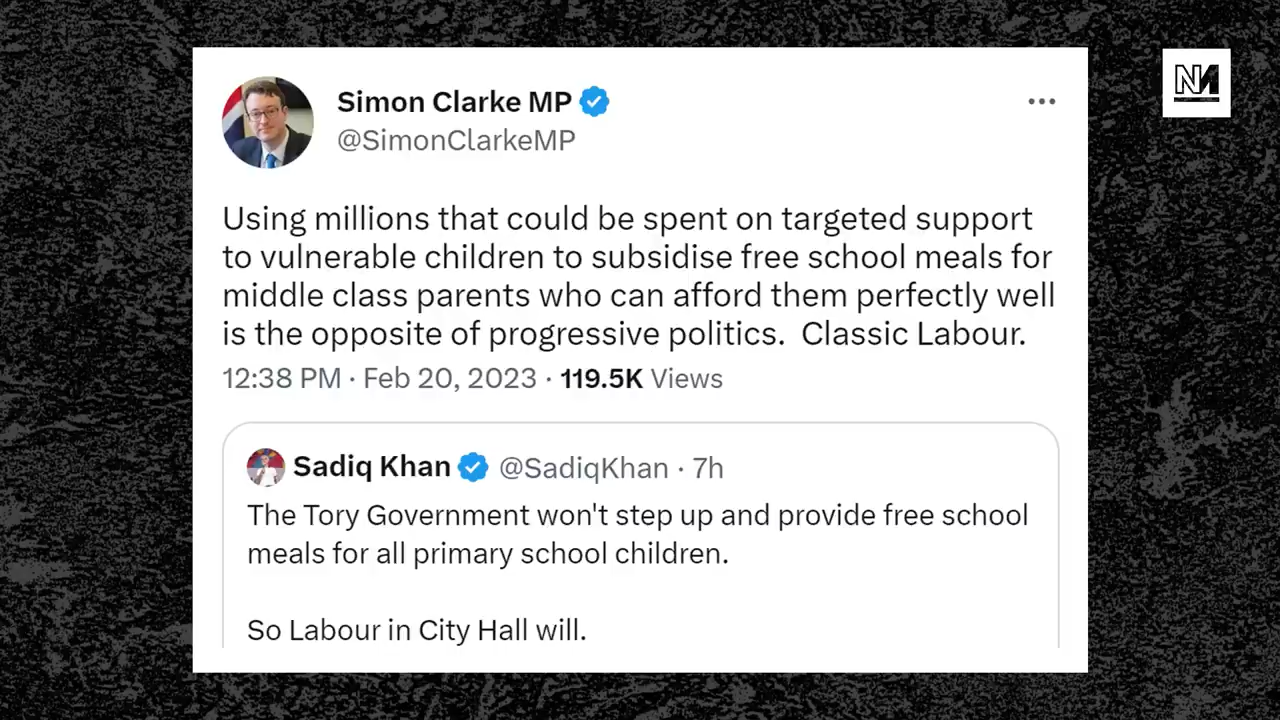 Simon Clarke MP
@SimonClarkeMP
Using millions that could be spent on targeted support
to vulnerable children to subsidise free school meals for
middle class parents who can afford them perfectly well
is the opposite of progressive politics.  Classic Labour.
12:38 PM · Feb 20, 2023 · 119.5K Views
Sadiq Khan @SadiqKhan · 7h
The Tory Government won't step up and provide free school
meals for all primary school children.
So Labour in City Hall will.
NM